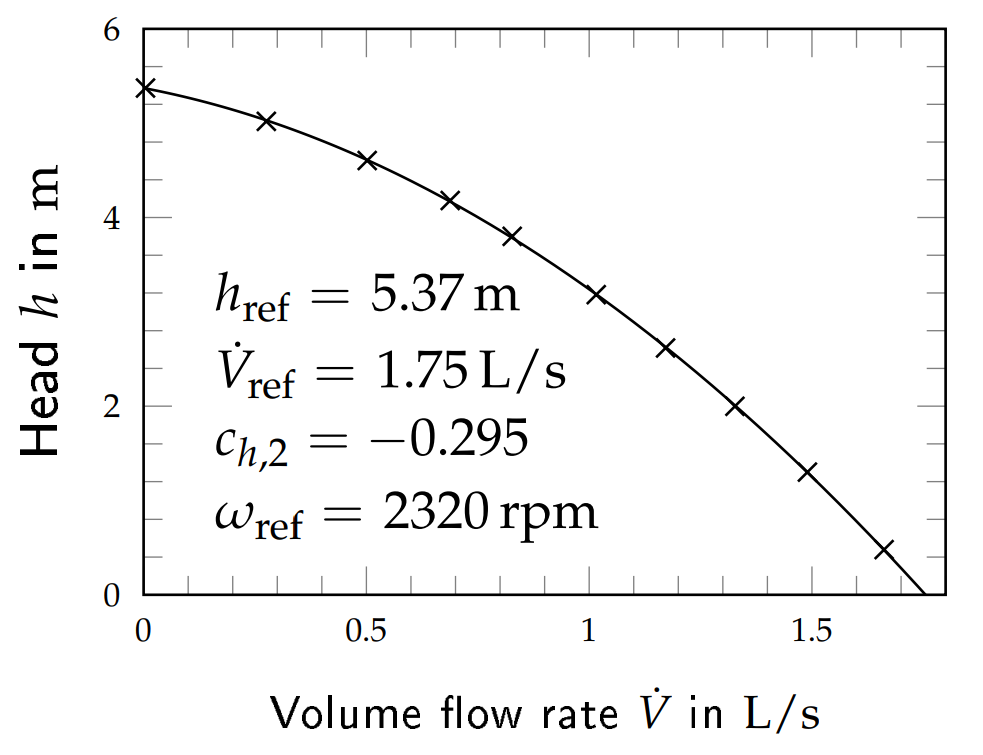 6
4
2
0
Head h in m
h_ref = 5.37 m
V̇_ref = 1.75 L/s
c_h,2 = −0.295
ω_ref = 2320 rpm
0 0.5 1 1.5
Volume flow rate V̇ in L/s